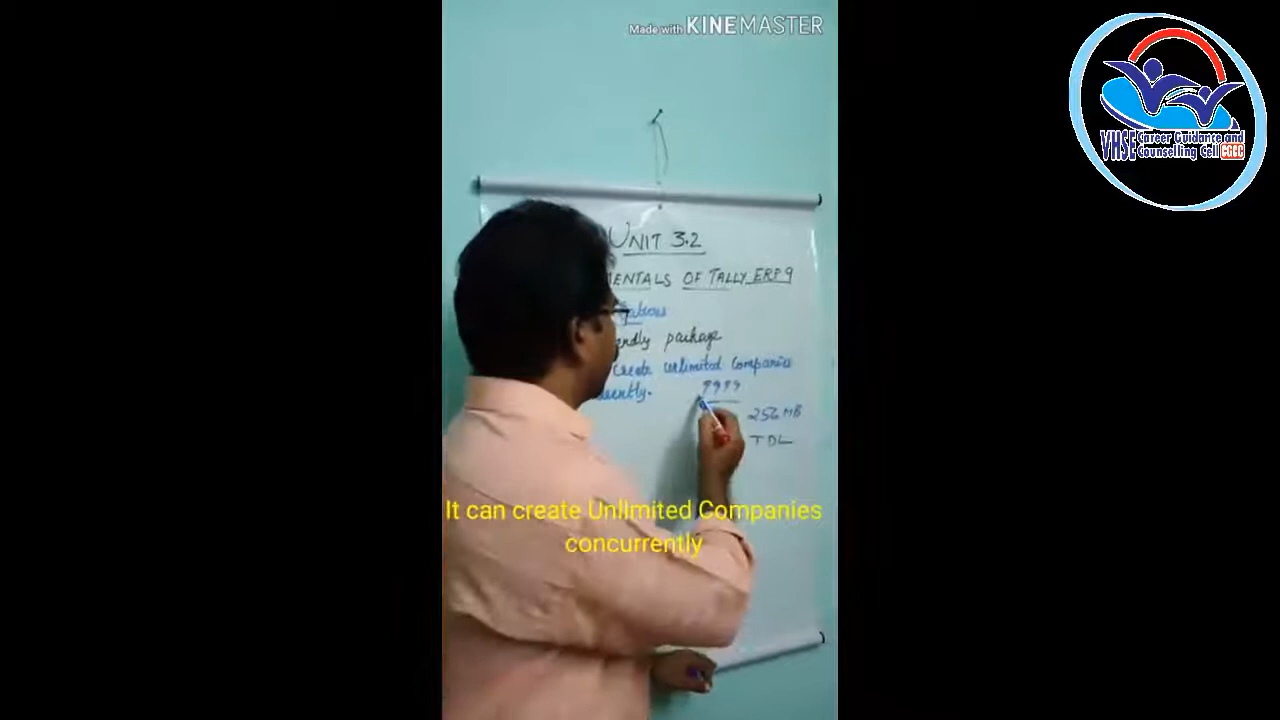 Made with KINEMASTER
VHSE Career Guidance and
Counselling Cell CGCC
UNIT 3.2
MENTALS OF TALLY ERP 9
endly package
Create unlimited Companies
rently.
9999
256 MB
TDL
It can create Unlimited Companies
concurrently